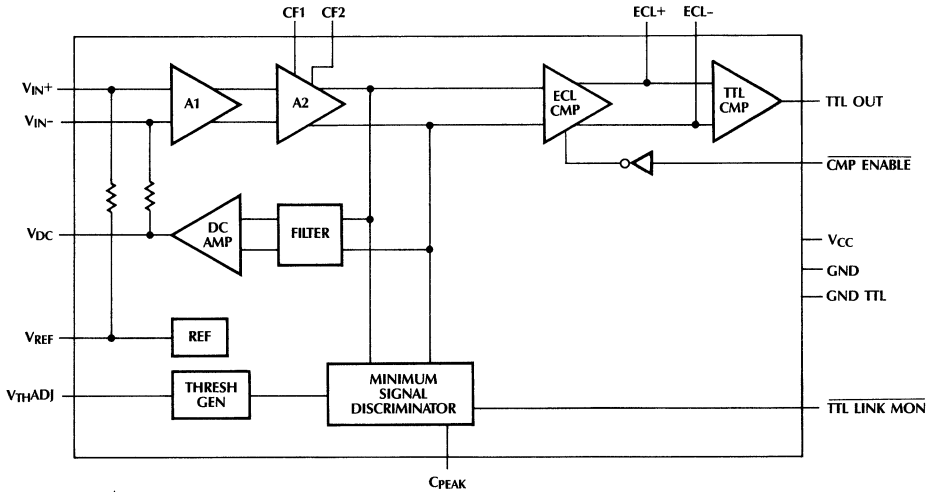 CF1 CF2 ECL+ ECL–
VIN+ A1 A2 ECL CMP TTL CMP TTL OUT
VIN–
CMP ENABLE
VDC DC AMP FILTER VCC
GND
GND TTL
VREF REF
VTHADJ THRESH GEN MINIMUM SIGNAL DISCRIMINATOR TTL LINK MON
CPEAK